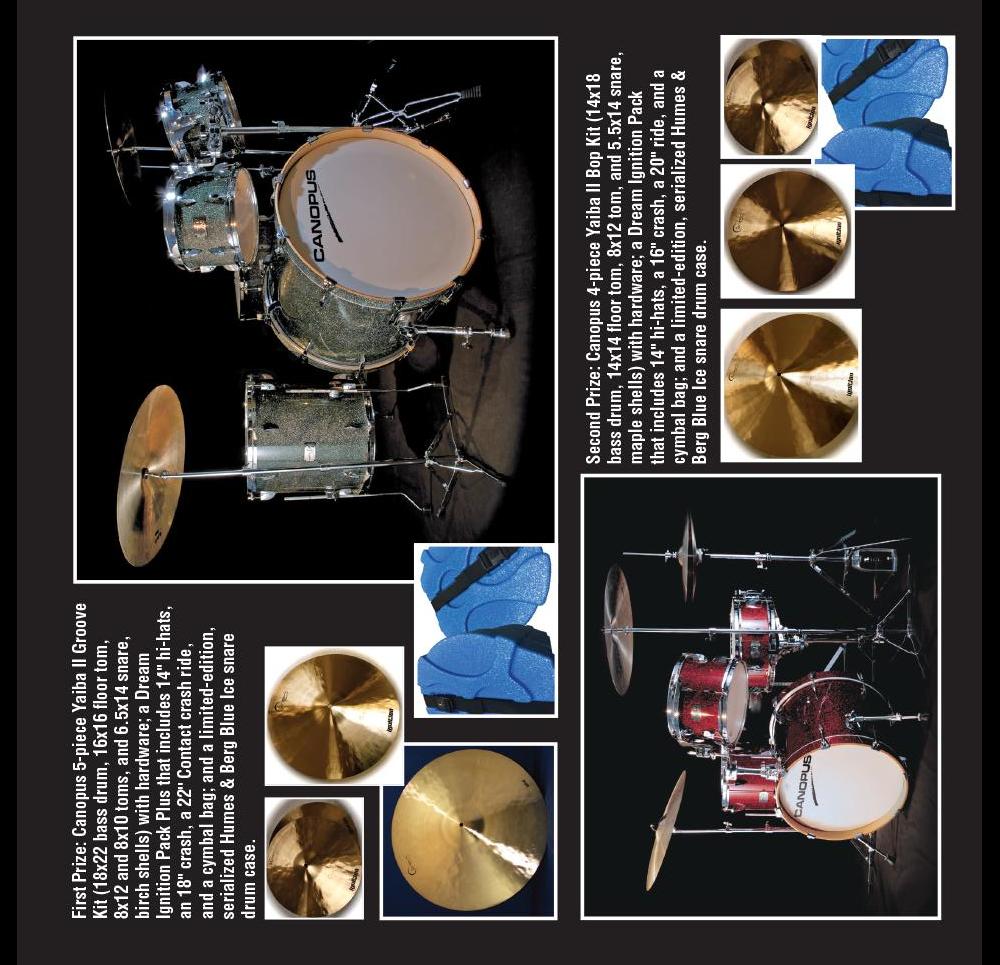 First Prize: Canopus 5-piece Yaiba II Groove
Kit (18x22 bass drum, 16x16 floor tom,
8x12 and 8x10 toms, and 6.5x14 snare,
birch shells) with hardware; a Dream
Ignition Pack Plus that includes 14" hi-hats,
an 18" crash, a 22" Contact crash ride,
and a cymbal bag; and a limited-edition,
serialized Humes & Berg Blue Ice snare
drum case.
ignition
ignition
CANOPUS
Second Prize: Canopus 4-piece Yaiba II Bop Kit (14x18
bass drum, 14x14 floor tom, 8x12 tom, and 5.5x14 snare,
maple shells) with hardware; a Dream Ignition Pack
that includes 14" hi-hats, a 16" crash, a 20" ride, and a
cymbal bag; and a limited-edition, serialized Humes &
Berg Blue Ice snare drum case.
ignition
ignition
ignition
CANOPUS